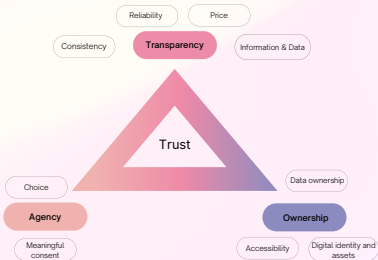 Reliability
Price
Consistency
Transparency
Information & Data
Trust
Choice
Data ownership
Agency
Ownership
Meaningful
consent
Accessibility
Digital identity and
assets